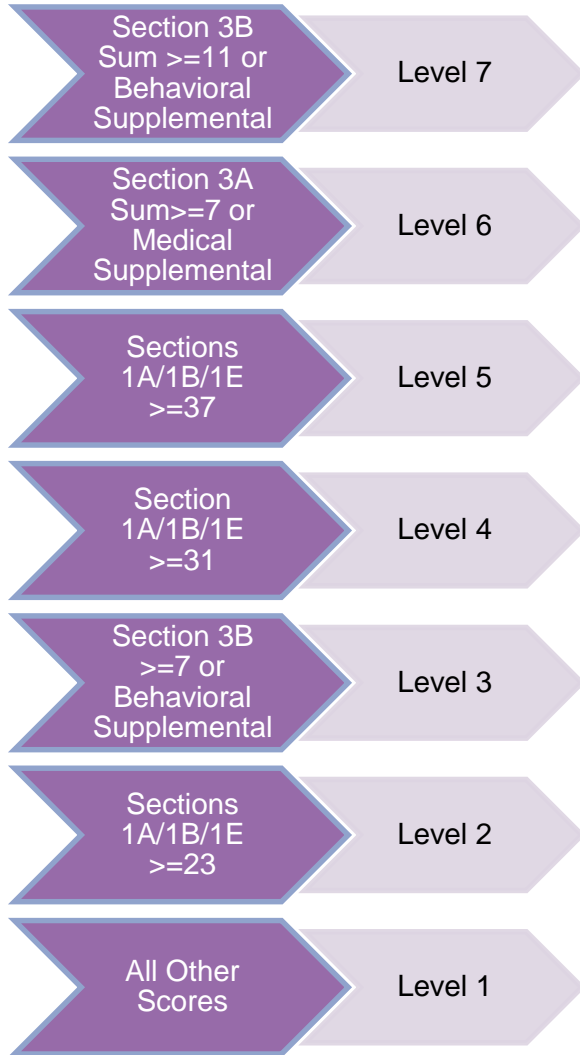 Section 3B
Sum >=11 or
Behavioral
Supplemental
Level 7
Section 3A
Sum>=7 or
Medical
Supplemental
Level 6
Sections
1A/1B/1E
>=37
Level 5
Section
1A/1B/1E
>=31
Level 4
Section 3B
>=7 or
Behavioral
Supplemental
Level 3
Sections
1A/1B/1E
>=23
Level 2
All Other
Scores
Level 1